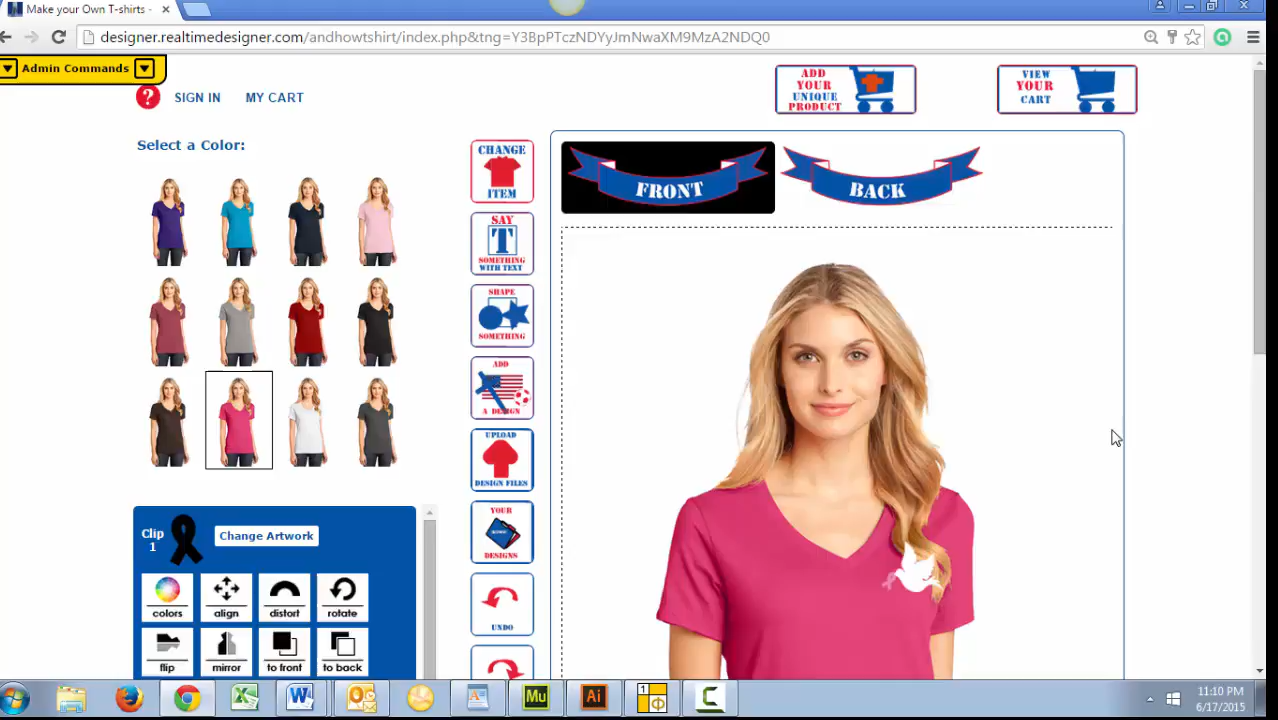 Make your Own T-shirts -
designer.realtimedesigner.com/andhowtshirt/index.php&tng=Y3BpPTczNDYyJmNwaXM9MzA2NDQ0
Admin Commands
? SIGN IN MY CART
ADD
YOUR
UNIQUE
PRODUCT
VIEW
YOUR
CART
Select a Color:
CHANGE
ITEM
SAY
T
SOMETHING
WITH TEXT
SHAPE
SOMETHING
ADD
A DESIGN
UPLOAD
DESIGN FILES
YOUR
DESIGNS
UNDO
FRONT
BACK
Clip
1
Change Artwork
colors
align
distort
rotate
flip
mirror
to front
to back
W
Mu
Ai
1
11:10 PM
6/17/2015